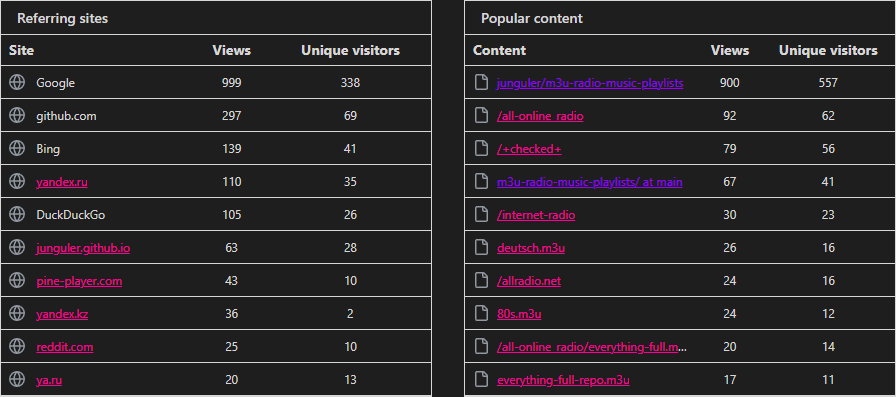 Referring sites
Site Views Unique visitors
Google 999 338
github.com 297 69
Bing 139 41
yandex.ru 110 35
DuckDuckGo 105 26
junguler.github.io 63 28
pine-player.com 43 10
yandex.kz 36 2
reddit.com 25 10
ya.ru 20 13
Popular content
Content Views Unique visitors
junguler/m3u-radio-music-playlists 900 557
/all-online_radio 92 62
/+checked+ 79 56
m3u-radio-music-playlists/ at main 67 41
/internet-radio 30 23
deutsch.m3u 26 16
/allradio.net 24 16
80s.m3u 24 12
/all-online_radio/everything-full.m... 20 14
everything-full-repo.m3u 17 11